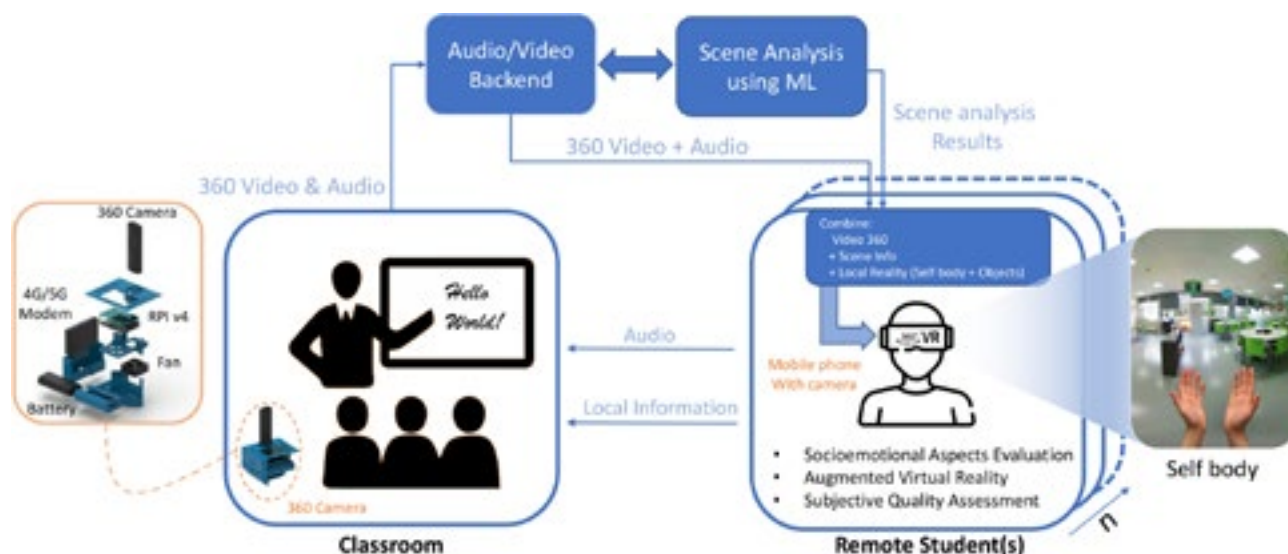 Audio/Video
Backend
Scene Analysis
using ML
Scene analysis
Results
360 Video + Audio
360 Video & Audio
360 Camera
4G/5G
Modem
RPI v4
Fan
Battery
Hello
World!
360 Camera
Classroom
Audio
Local Information
Combine:
Video 360
+ Scene Info
+ Local Reality (Self body + Objects)
VR
Mobile phone
With camera
• Socioemotional Aspects Evaluation
• Augmented Virtual Reality
• Subjective Quality Assessment
Remote Student(s)
n
Self body